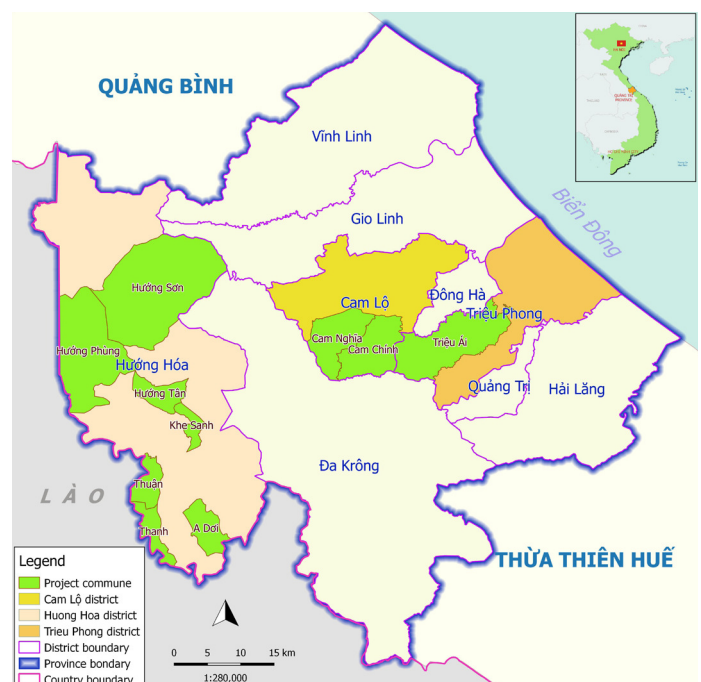 QUẢNG BÌNH
Vĩnh Linh
Gio Linh
Biển Đông
Hướng Sơn
Cam Lộ
Đông Hà
Triệu Phong
Cam Nghĩa
Cam Chính
Triệu Ái
Hướng Phùng
Hướng Hóa
Hướng Tân
Khe Sanh
Quảng Trị
Hải Lăng
Đa Krông
LÀO
Thuận
Thanh
A Dơi
THỪA THIÊN HUẾ
Legend
Project commune
Cam Lộ district
Huong Hoa district
Trieu Phong district
District boundary
Province bondary
Country boundary
0 5 10 15 km
1:280,000